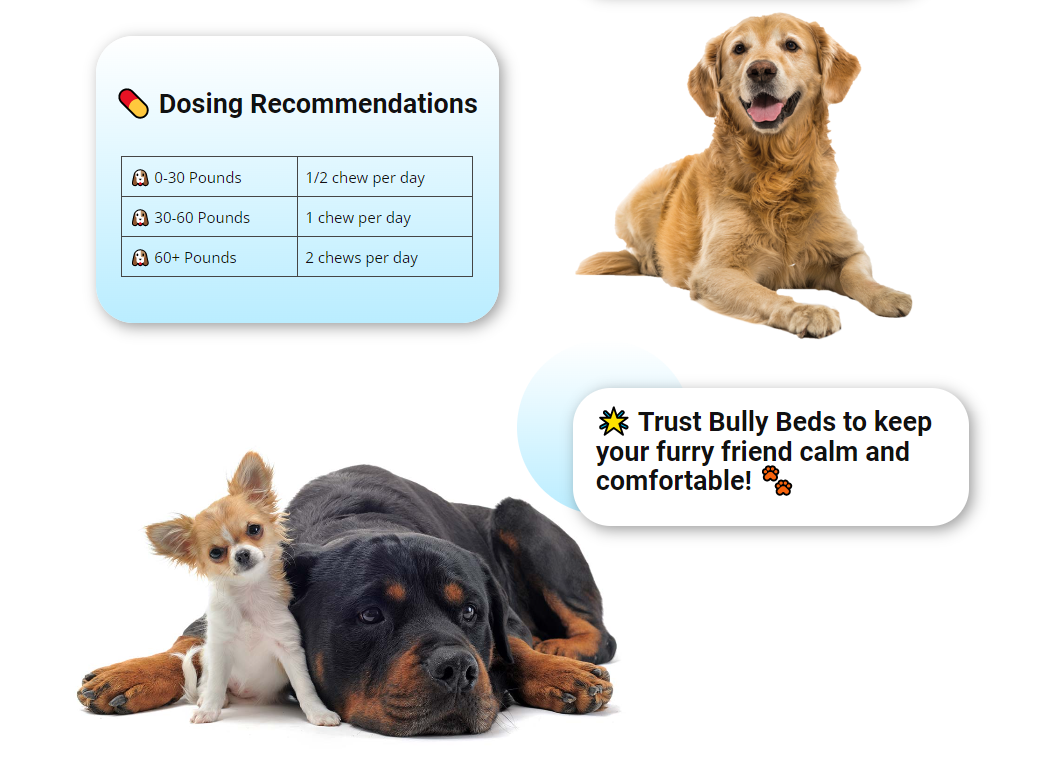 💊 Dosing Recommendations
🐶 0-30 Pounds 1/2 chew per day
🐶 30-60 Pounds 1 chew per day
🐶 60+ Pounds 2 chews per day
🌟 Trust Bully Beds to keep
your furry friend calm and
comfortable! 🐾